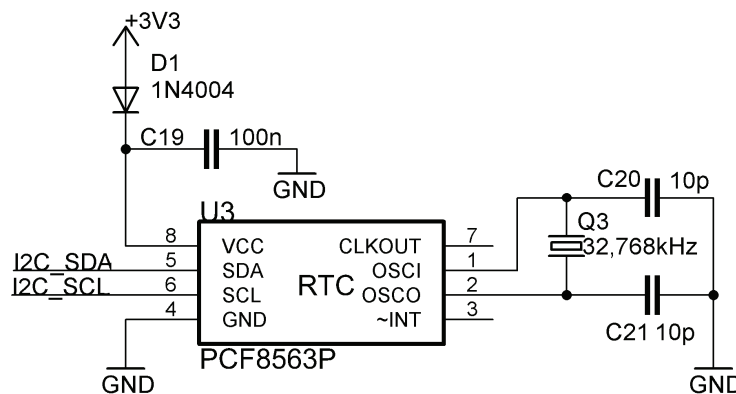 +3V3
D1
1N4004
C19 100n
GND
U3
8 VCC CLKOUT 7
I2C_SDA 5 SDA OSCI 1
I2C_SCL 6 SCL RTC OSCO 2
4 GND ~INT 3
PCF8563P
GND
C20 10p
Q3
32,768kHz
C21 10p
GND